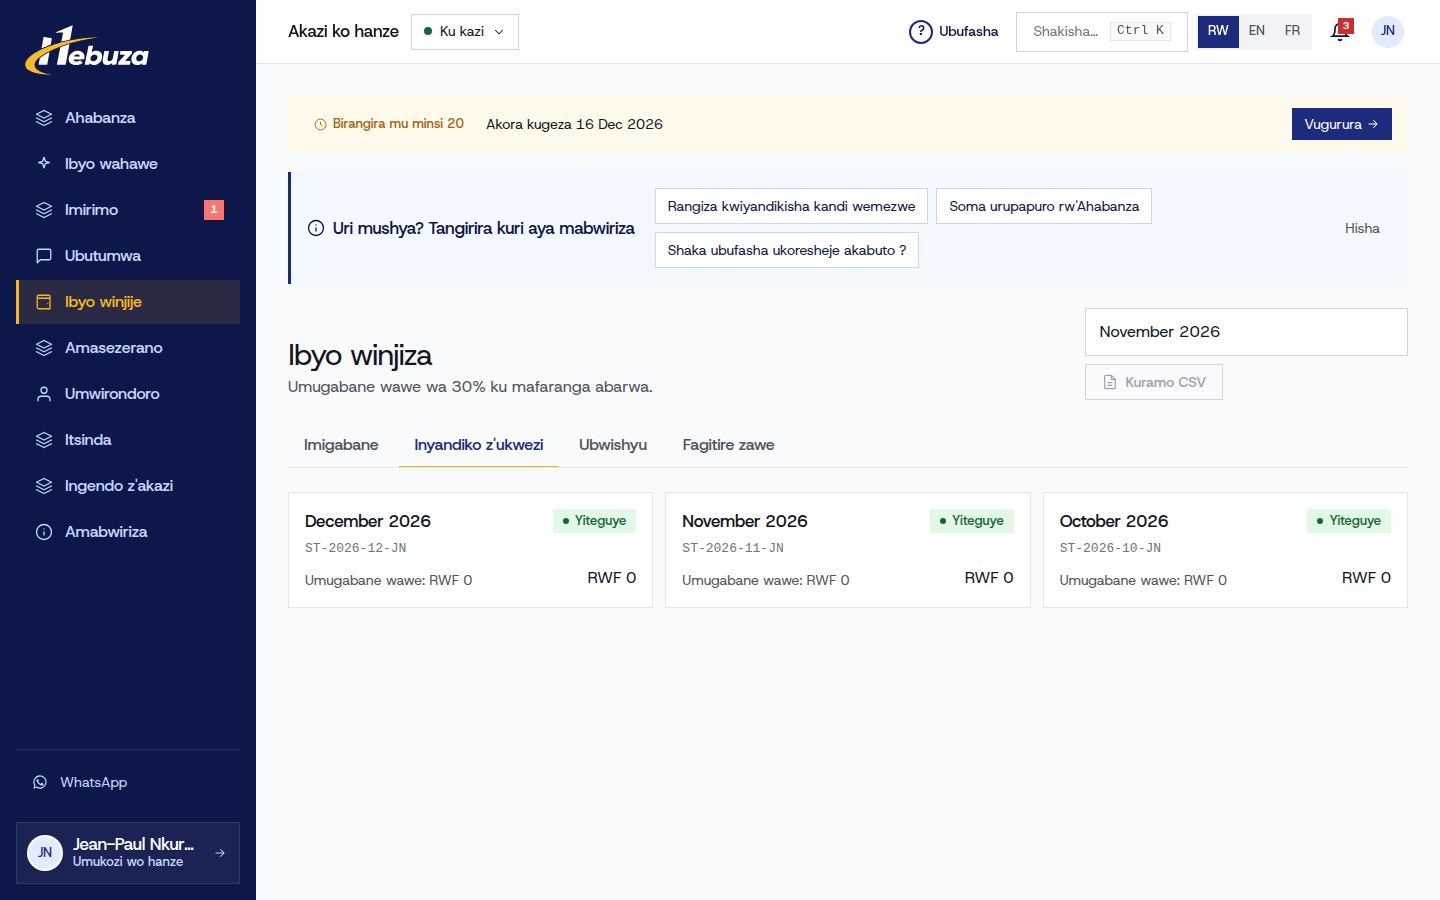 Hebuza
Ahabanza
Ibyo wahawe
Imirimo 1
Ubutumwa
Ibyo winjije
Amasezerano
Umwirondoro
Itsinda
Ingendo z'akazi
Amabwiriza
WhatsApp
JN Jean-Paul Nkur...
Umukozi wo hanze
Akazi ko hanze Ku kazi ? Ubufasha Shakisha... Ctrl K RW EN FR 3 JN
Birangira mu minsi 20 Akora kugeza 16 Dec 2026 Vugurura
Uri mushya? Tangirira kuri aya mabwiriza
Rangiza kwiyandikisha kandi wemezwe Soma urupapuro rw'Ahabanza
Shaka ubufasha ukoresheje akabuto ?
Hisha
Ibyo winjiza
Umugabane wawe wa 30% ku mafaranga abarwa.
November 2026
Kuramo CSV
Imigabane Inyandiko z'ukwezi Ubwishyu Fagitire zawe
December 2026 Yiteguye
ST-2026-12-JN
Umugabane wawe: RWF 0 RWF 0
November 2026 Yiteguye
ST-2026-11-JN
Umugabane wawe: RWF 0 RWF 0
October 2026 Yiteguye
ST-2026-10-JN
Umugabane wawe: RWF 0 RWF 0